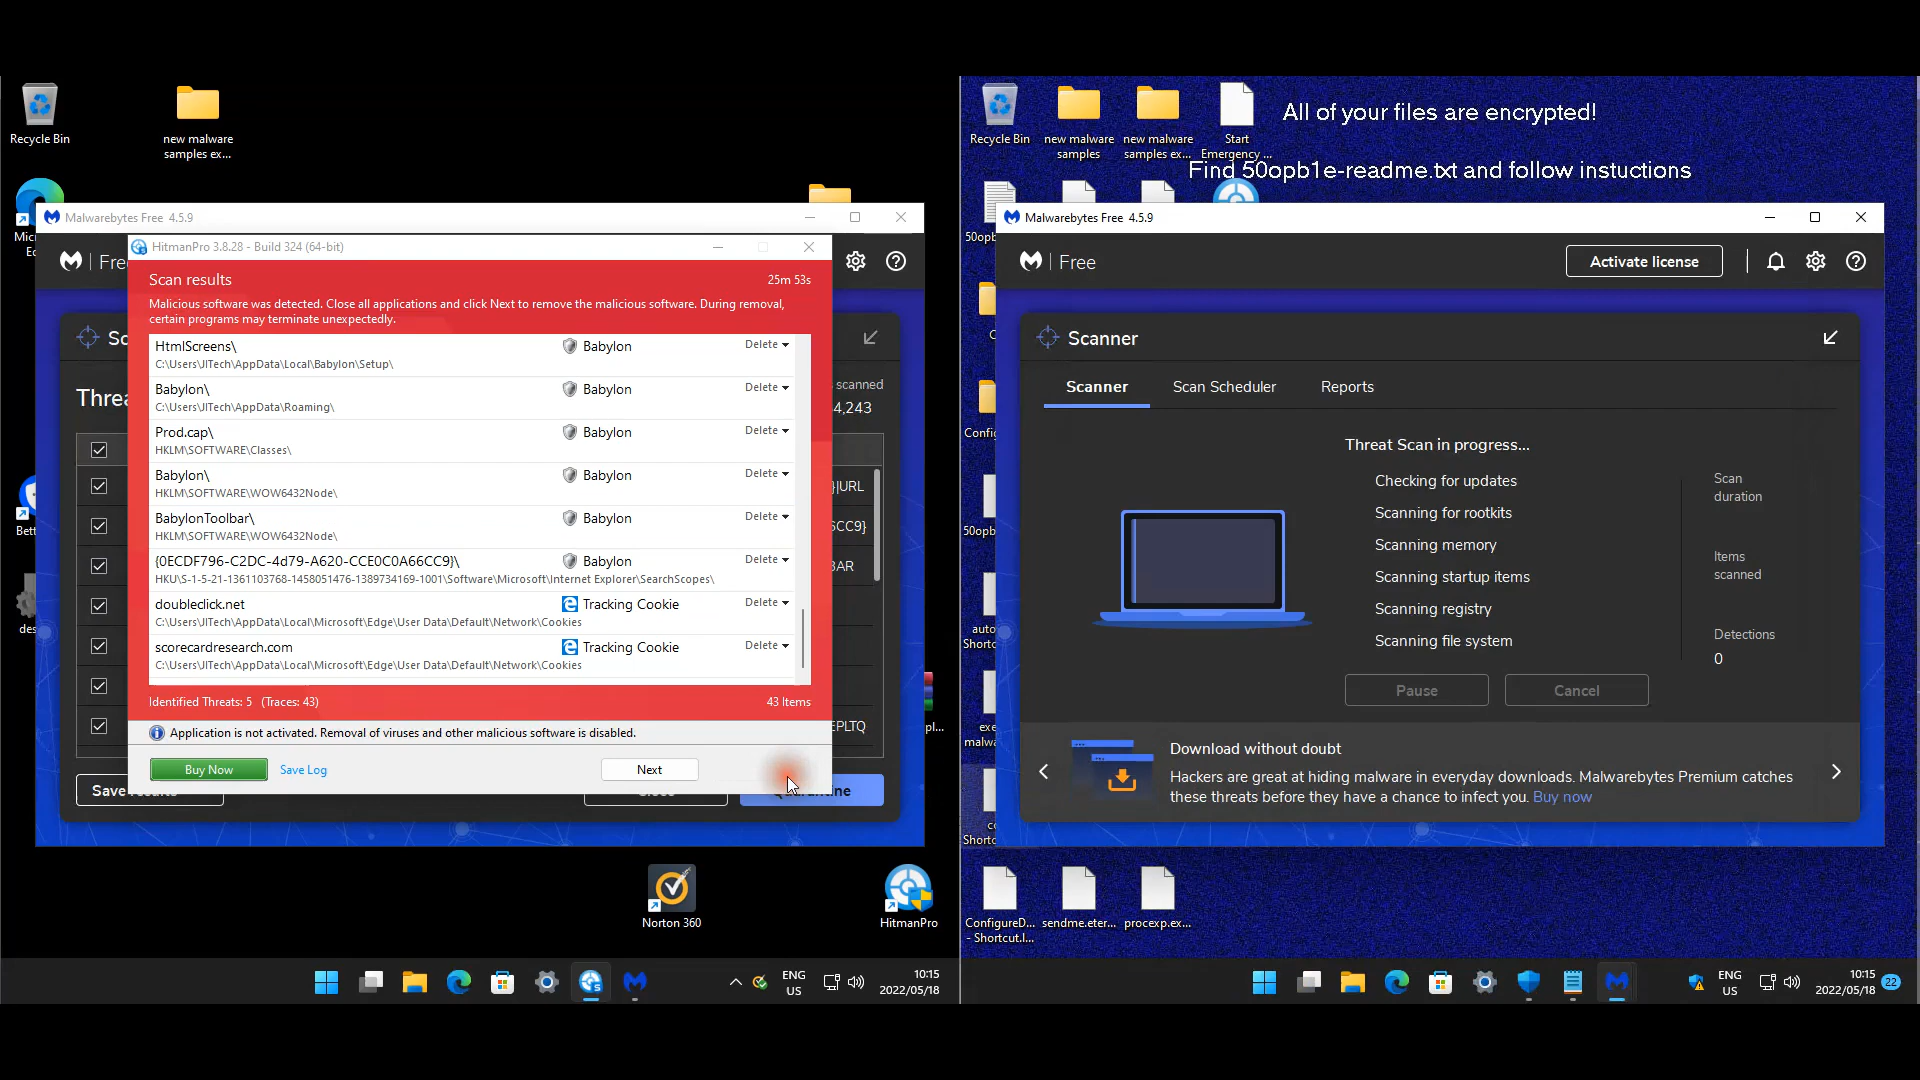 Recycle Bin
new malware
samples ex...
Malwarebytes Free  4.5.9
HitmanPro 3.8.28 - Build 324 (64-bit)
Scan results
25m 53s
Malicious software was detected. Close all applications and click Next to remove the malicious software. During removal,
certain programs may terminate unexpectedly.
HtmlScreens\
Babylon
Delete
C:\Users\JITech\AppData\Local\Babylon\Setup\
Babylon\
Babylon
Delete
C:\Users\JITech\AppData\Roaming\
Prod.cap\
Babylon
Delete
HKLM\SOFTWARE\Classes\
Babylon\
Babylon
Delete
HKLM\SOFTWARE\WOW6432Node\
BabylonToolbar\
Babylon
Delete
HKLM\SOFTWARE\WOW6432Node\
{0ECDF796-C2DC-4d79-A620-CCE0C0A66CC9}\
Babylon
Delete
HKU\S-1-5-21-1361103768-1458051476-1389734169-1001\Software\Microsoft\Internet Explorer\SearchScopes\
doubleclick.net
Tracking Cookie
Delete
C:\Users\JITech\AppData\Local\Microsoft\Edge\User Data\Default\Network\Cookies
scorecardresearch.com
Tracking Cookie
Delete
C:\Users\JITech\AppData\Local\Microsoft\Edge\User Data\Default\Network\Cookies
Identified Threats: 5   (Traces: 43)
43 Items
Application is not activated. Removal of viruses and other malicious software is disabled.
Buy Now
Save Log
Next
scanned
4,243
}|URL
6CC9}
BAR
EPLTQ
Norton 360
HitmanPro
ENG
US
10:15
2022/05/18
Recycle Bin
new malware
samples
new malware
samples ex...
Start
Emergency ...
All of your files are encrypted!
Find 50opb1e-readme.txt and follow instuctions
Malwarebytes Free  4.5.9
Free
Activate license
Scanner
Scanner
Scan Scheduler
Reports
Threat Scan in progress...
Checking for updates
Scanning for rootkits
Scanning memory
Scanning startup items
Scanning registry
Scanning file system
Scan
duration
Items
scanned
Detections
0
Pause
Cancel
Download without doubt
Hackers are great at hiding malware in everyday downloads. Malwarebytes Premium catches
these threats before they have a chance to infect you. Buy now
ConfigureD...
- Shortcut.l...
sendme.eter...
procexp.ex...
ENG
US
10:15
2022/05/18
22